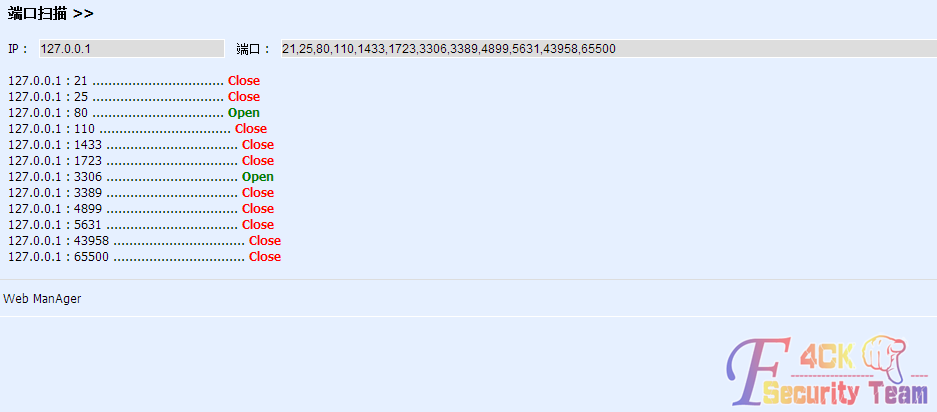 端口扫描 >>
IP： 127.0.0.1 端口： 21,25,80,110,1433,1723,3306,3389,4899,5631,43958,65500
127.0.0.1 : 21 ................................. Close
127.0.0.1 : 25 ................................. Close
127.0.0.1 : 80 ................................. Open
127.0.0.1 : 110 ................................. Close
127.0.0.1 : 1433 ................................. Close
127.0.0.1 : 1723 ................................. Close
127.0.0.1 : 3306 ................................. Open
127.0.0.1 : 3389 ................................. Close
127.0.0.1 : 4899 ................................. Close
127.0.0.1 : 5631 ................................. Close
127.0.0.1 : 43958 ................................. Close
127.0.0.1 : 65500 ................................. Close
Web ManAger
F4CK
Security Team